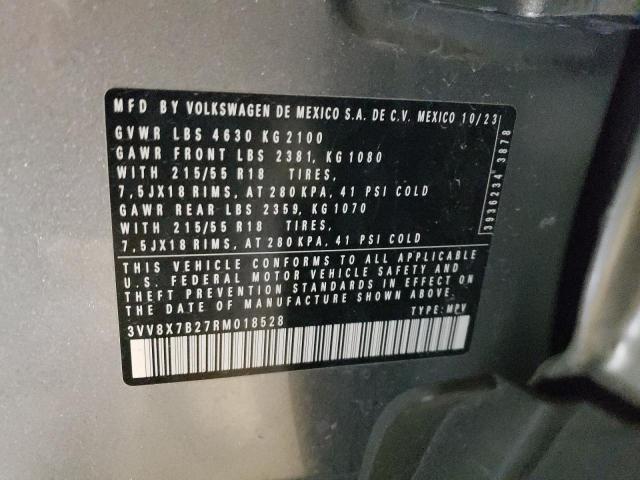 MFD BY VOLKSWAGEN DE MEXICO S.A. DE C.V. MEXICO 10/23
GVWR LBS 4630 KG 2100
GAWR FRONT LBS 2381, KG 1080
WITH 215/55 R18 TIRES,
7,5JX18 RIMS, AT 280 KPA, 41 PSI COLD
GAWR REAR LBS 2359, KG 1070
WITH 215/55 R18 TIRES,
7,5JX18 RIMS, AT 280 KPA, 41 PSI COLD
THIS VEHICLE CONFORMS TO ALL APPLICABLE
U.S. FEDERAL MOTOR VEHICLE SAFETY AND
THEFT PREVENTION STANDARDS IN EFFECT ON
THE DATE OF MANUFACTURE SHOWN ABOVE.
3VV8X7B27RM018528 TYPE: MPV
3936234 3878